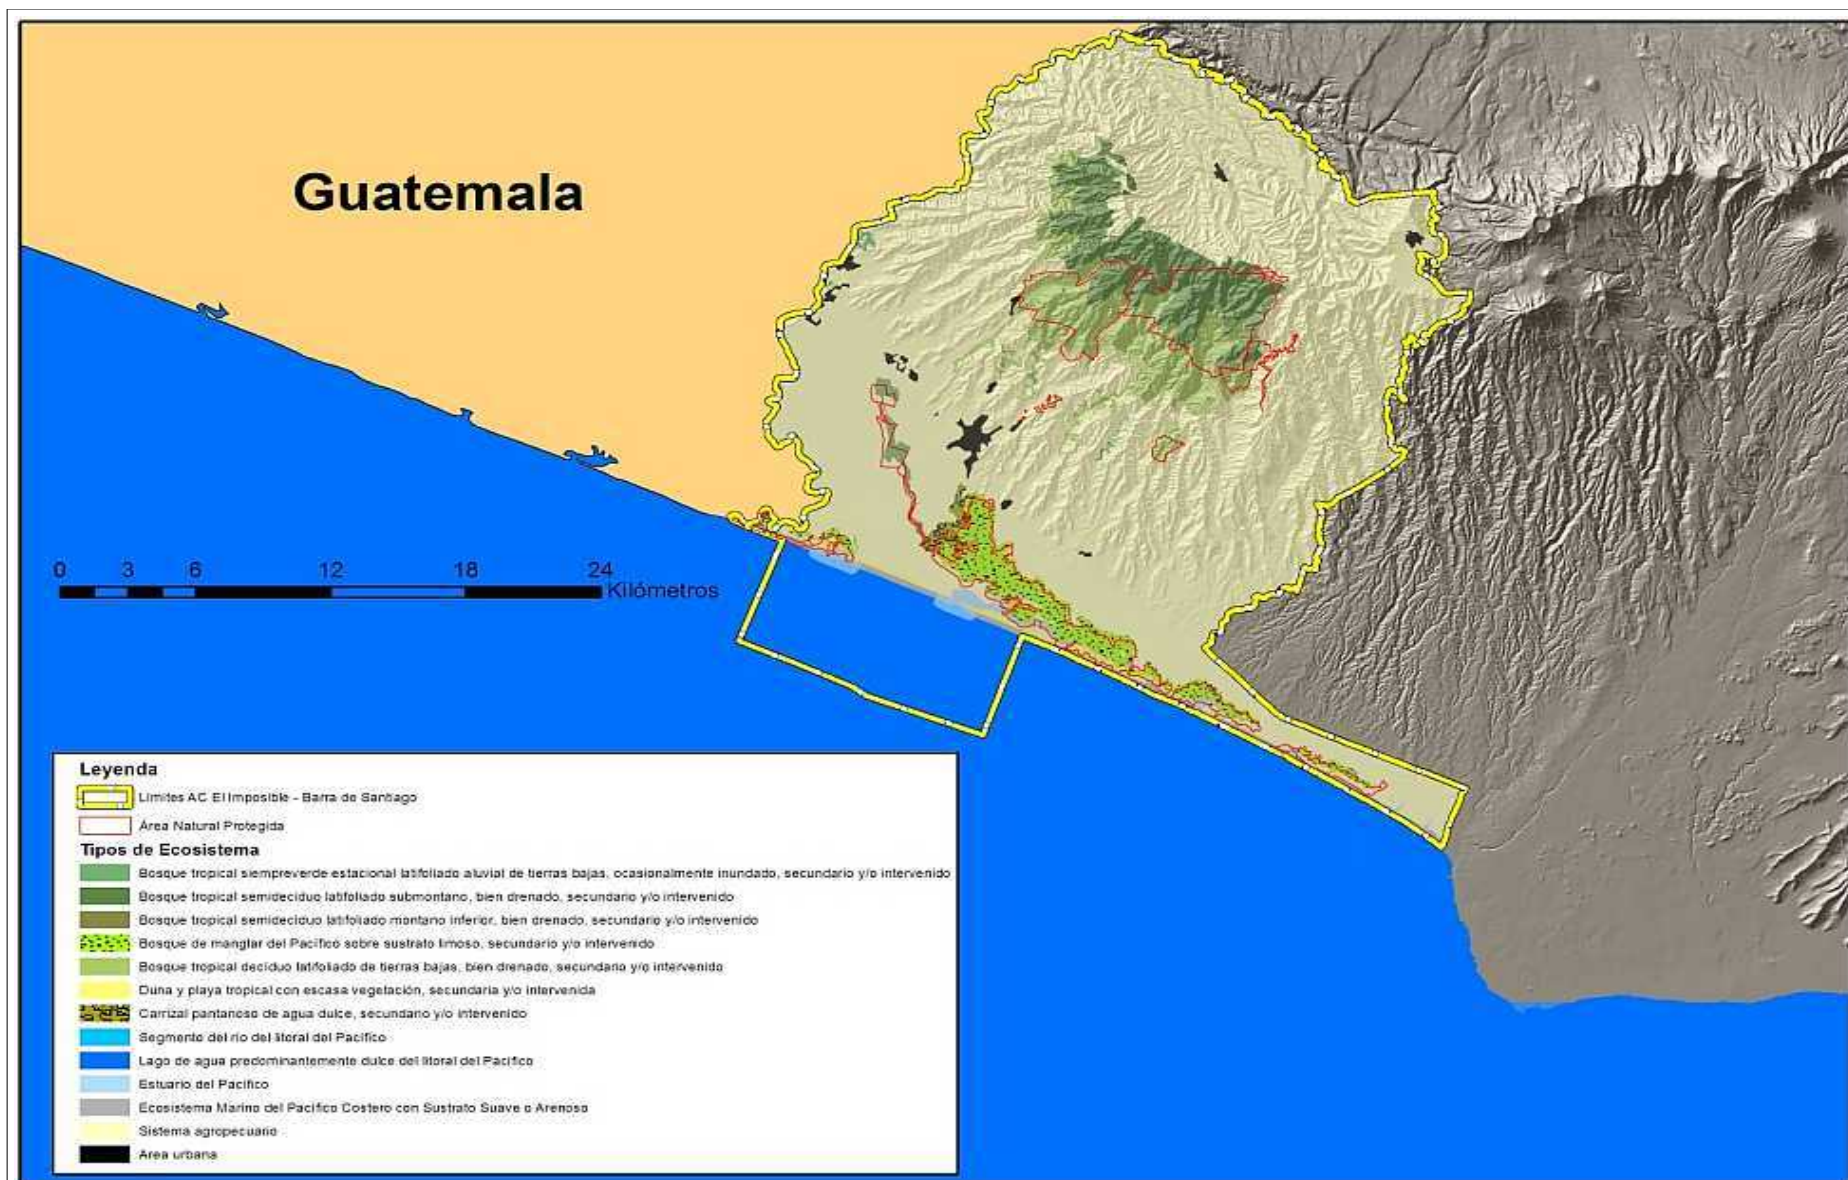 Guatemala
0 3 6 12 18 24
Kilómetros
Leyenda
Límites AC El Imposible - Barra de Santiago
Área Natural Protegida
Tipos de Ecosistema
Bosque tropical siempreverde estacional latifoliado aluvial de tierras bajas, ocasionalmente inundado, secundario y/o intervenido
Bosque tropical semideciduo latifoliado submontano, bien drenado, secundario y/o intervenido
Bosque tropical semideciduo latifoliado montano inferior, bien drenado, secundario y/o intervenido
Bosque de manglar del Pacífico sobre sustrato limoso, secundario y/o intervenido
Bosque tropical deciduo latifoliado de tierras bajas, bien drenado, secundario y/o intervenido
Duna y playa tropical con escasa vegetación, secundaria y/o intervenida
Carrizal pantanoso de agua dulce, secundario y/o intervenido
Segmento del río del litoral del Pacífico
Lago de agua predominantemente dulce del litoral del Pacífico
Estuario del Pacífico
Ecosistema Marino del Pacífico Costero con Sustrato Suave o Arenoso
Sistema agropecuario
Area urbana